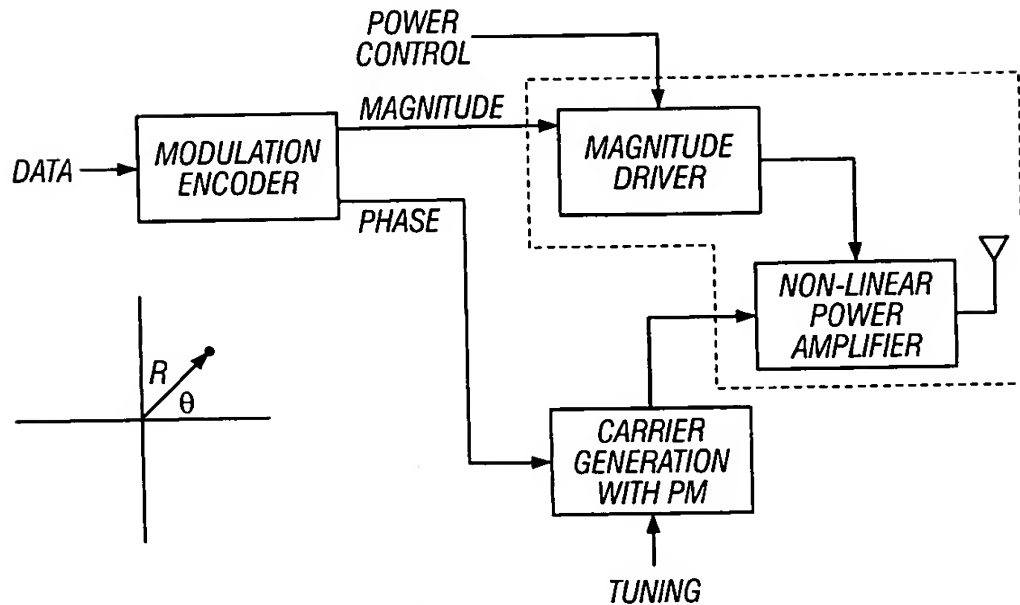 POWER
CONTROL
MAGNITUDE
DATA
MODULATION
ENCODER
PHASE
MAGNITUDE
DRIVER
NON-LINEAR
POWER
AMPLIFIER
R
θ
CARRIER
GENERATION
WITH PM
TUNING